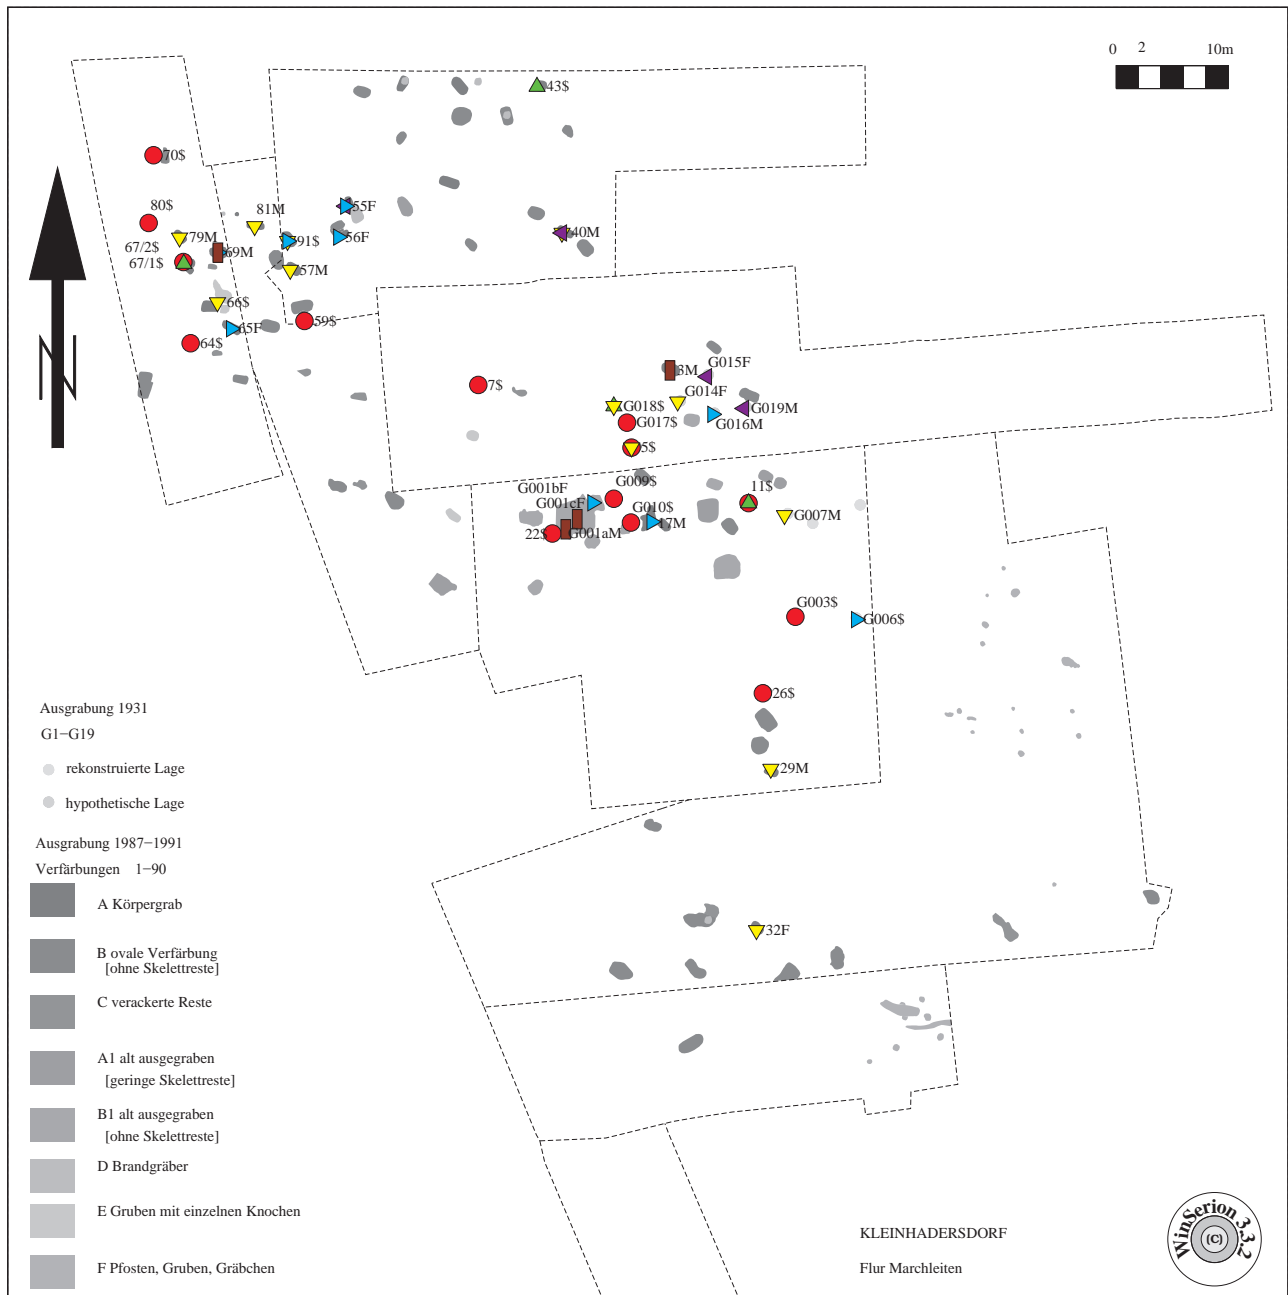 0 2 10m
43$
70$
80$
81M
55F
79M
91$
56F
40M
67/2$
69M
67/1$
57M
66$
59$
65F
64$
G015F
3M
7$
G014F
G018$
G019M
G017$
G016M
5$
G009$
G001bF
11$
G001cF
G010$
17M
G007M
22$
G001aM
G003$
G006$
26$
29M
32F
N
Ausgrabung 1931
G1−G19
rekonstruierte Lage
hypothetische Lage
Ausgrabung 1987−1991
Verfärbungen 1−90
A Körpergrab
B ovale Verfärbung
[ohne Skelettreste]
C verackerte Reste
A1 alt ausgegraben
[geringe Skelettreste]
B1 alt ausgegraben
[ohne Skelettreste]
D Brandgräber
E Gruben mit einzelnen Knochen
F Pfosten, Gruben, Gräbchen
KLEINHADERSDORF
Flur Marchleiten
WinSerion 3.3.2
(C)